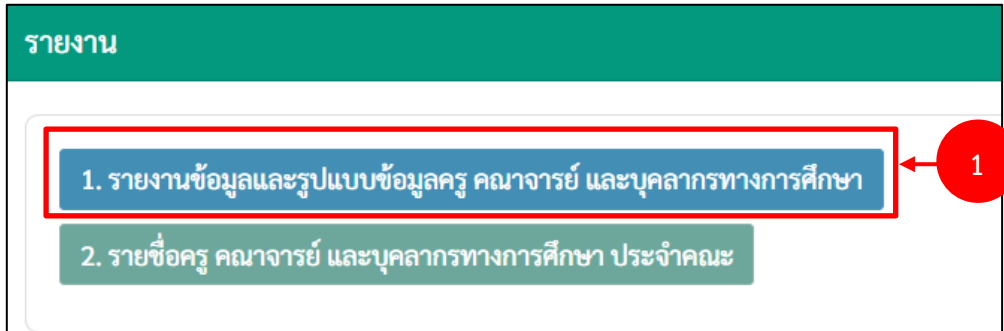 รายงาน
1. รายงานข้อมูลและรูปแบบข้อมูลครู คณาจารย์ และบุคลากรทางการศึกษา
1
2. รายชื่อครู คณาจารย์ และบุคลากรทางการศึกษา ประจำคณะ